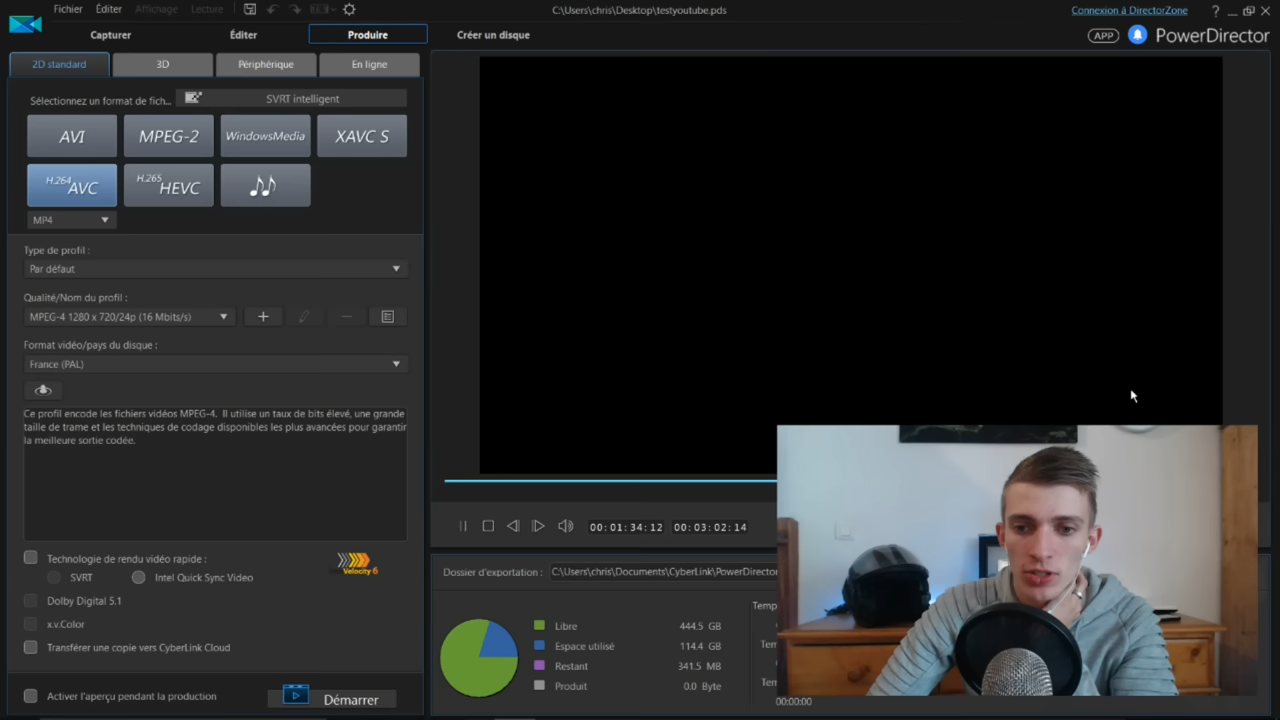 Fichier Éditer Affichage Lecture
C:\Users\chris\Desktop\testyoutube.pds
Connexion à DirectorZone
?
Capturer Éditer Produire Créer un disque
APP PowerDirector
2D standard 3D Périphérique En ligne
Sélectionnez un format de fich... SVRT intelligent
AVI MPEG-2 WindowsMedia XAVC S
H.264 AVC H.265 HEVC
MP4
Type de profil :
Par défaut
Qualité/Nom du profil :
MPEG-4 1280 x 720/24p (16 Mbits/s)
Format vidéo/pays du disque :
France (PAL)
Ce profil encode les fichiers vidéos MPEG-4. Il utilise un taux de bits élevé, une grande
taille de trame et les techniques de codage disponibles les plus avancées pour garantir
la meilleure sortie codée.
00:01:34:12 00:03:02:14
Technologie de rendu vidéo rapide :
Velocity 6
SVRT Intel Quick Sync Video
Dolby Digital 5.1
x.v.Color
Transférer une copie vers CyberLink Cloud
Activer l'aperçu pendant la production
Démarrer
Dossier d'exportation : C:\Users\chris\Documents\CyberLink\PowerDirector
Libre 444.5 GB
Espace utilisé 114.4 GB
Restant 341.5 MB
Produit 0.0 Byte
Temp
Tem
Tem
00:00:00